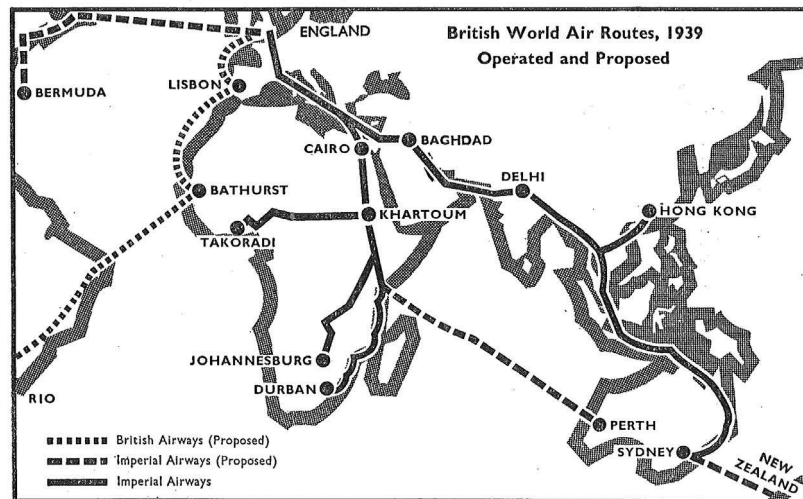 ENGLAND
British World Air Routes, 1939
Operated and Proposed
BERMUDA
LISBON
CAIRO
BAGHDAD
DELHI
BATHURST
HONG KONG
KHARTOUM
TAKORADI
JOHANNESBURG
DURBAN
RIO
PERTH
SYDNEY
NEW
ZEALAND
British Airways (Proposed)
Imperial Airways (Proposed)
Imperial Airways